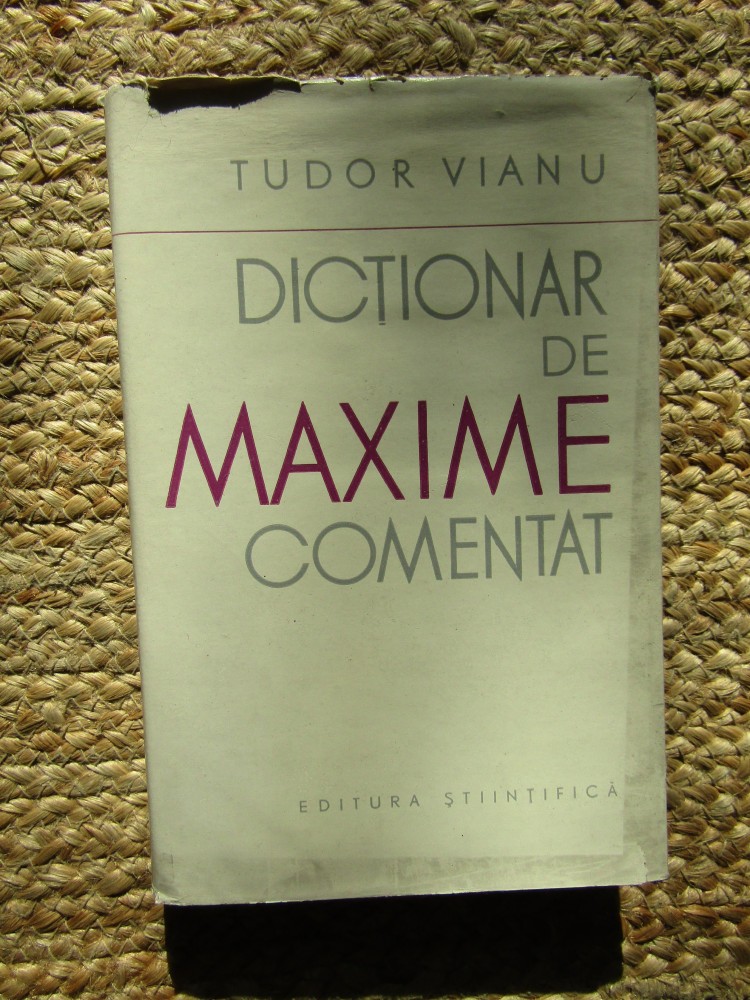 TUDOR VIANU
DICȚIONAR
DE
MAXIME
COMENTAT
EDITURA ȘTIINȚIFICĂ